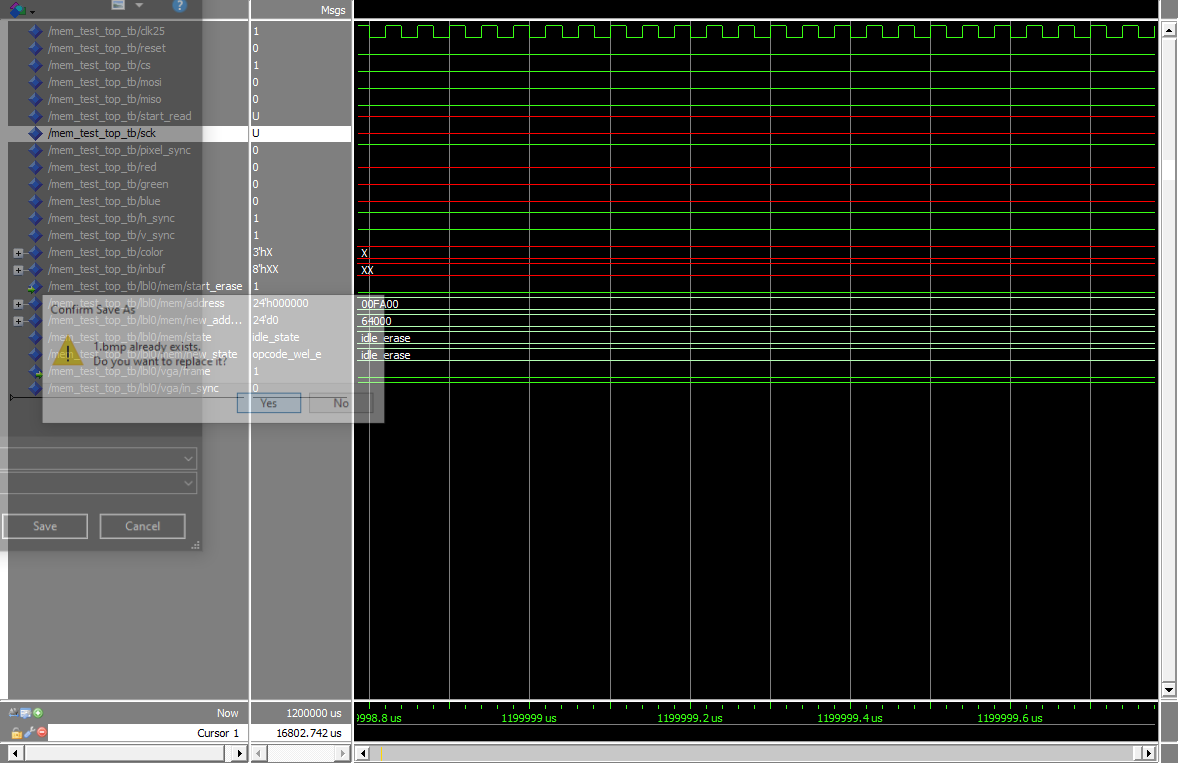 Msgs
/mem_test_top_tb/clk25 1
/mem_test_top_tb/reset 0
/mem_test_top_tb/cs 1
/mem_test_top_tb/mosi 0
/mem_test_top_tb/miso 0
/mem_test_top_tb/start_read U
/mem_test_top_tb/sck U
/mem_test_top_tb/pixel_sync 0
/mem_test_top_tb/red 0
/mem_test_top_tb/green 0
/mem_test_top_tb/blue 0
/mem_test_top_tb/h_sync 1
/mem_test_top_tb/v_sync 1
/mem_test_top_tb/color 3'hX X
/mem_test_top_tb/inbuf 8'hXX XX
/mem_test_top_tb/lbl0/mem/start_erase 1
/mem_test_top_tb/lbl0/mem/address 24'h000000 00FA00
Confirm Save As
/mem_test_top_tb/lbl0/mem/new_add... 24'd0 64000
/mem_test_top_tb/lbl0/mem/state idle_state idle_erase
1.bmp already exists.
/mem_test_top_tb/lbl0/mem/new_state opcode_wel_e idle_erase
Do you want to replace it?
/mem_test_top_tb/lbl0/vga/frame 1
/mem_test_top_tb/lbl0/vga/in_sync 0
Yes No
Save Cancel
Now 1200000 us
9998.8 us 1199999 us 1199999.2 us 1199999.4 us 1199999.6 us
Cursor 1 16802.742 us